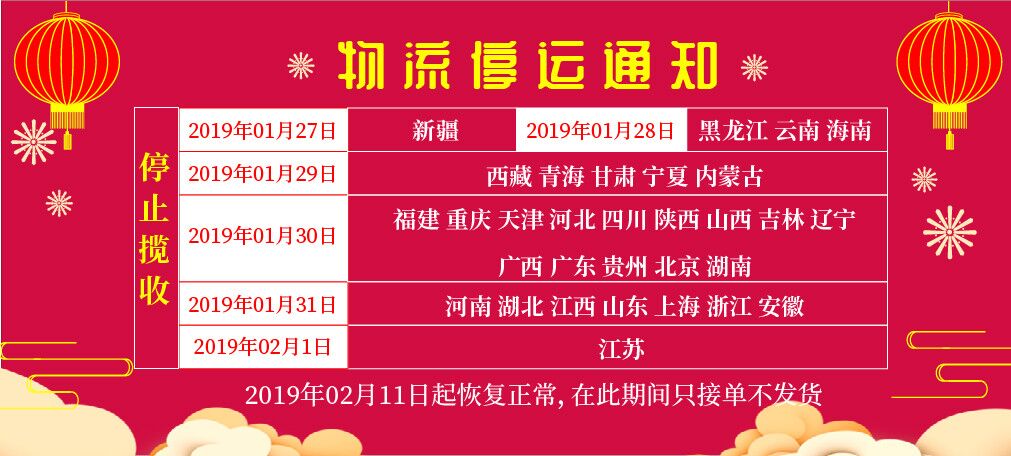 物流停运通知
停止揽收
2019年01月27日 新疆 2019年01月28日 黑龙江 云南 海南
2019年01月29日 西藏 青海 甘肃 宁夏 内蒙古
2019年01月30日 福建 重庆 天津 河北 四川 陕西 山西 吉林 辽宁
广西 广东 贵州 北京 湖南
2019年01月31日 河南 湖北 江西 山东 上海 浙江 安徽
2019年02月1日 江苏
2019年02月11日起恢复正常, 在此期间只接单不发货